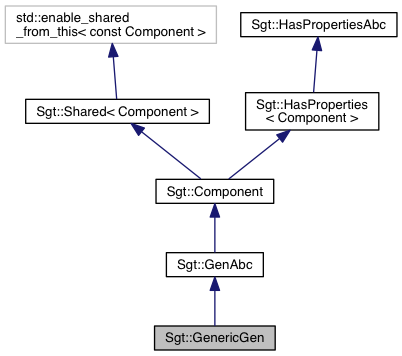 std::enable_shared
_from_this< const Component >
Sgt::HasPropertiesAbc
Sgt::Shared< Component >
Sgt::HasProperties
< Component >
Sgt::Component
Sgt::GenAbc
Sgt::GenericGen